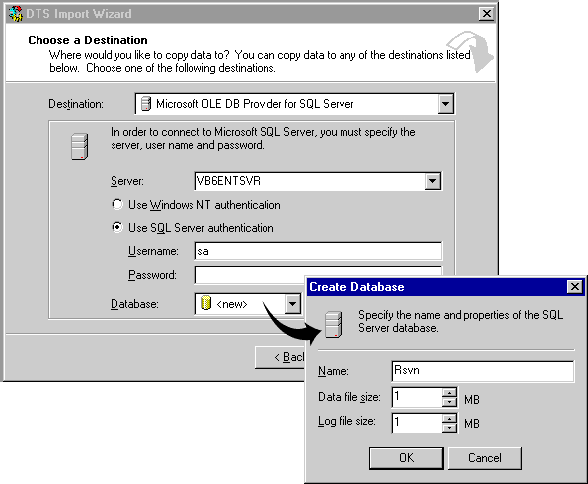 DTS Import Wizard
Choose a Destination
Where would you like to copy data to? You can copy data to any of the destinations listed
below. Choose one of the following destinations.
Destination:
Microsoft OLE DB Provider for SQL Server
In order to connect to Microsoft SQL Server, you must specify the
server, user name and password.
Server:
VB6ENTSVR
Use Windows NT authentication
Use SQL Server authentication
Username:
sa
Password:
Database:
<new>
< Back
Create Database
Specify the name and properties of the SQL
Server database.
Name:
Rsvn
Data file size:
1
MB
Log file size:
1
MB
OK
Cancel